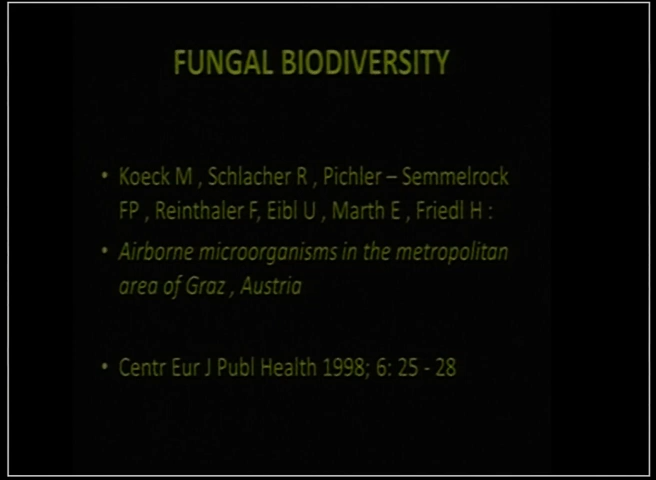 FUNGAL BIODIVERSITY
• Koeck M , Schlacher R , Pichler – Semmelrock
FP , Reinthaler F, Eibl U , Marth E , Friedl H :
• Airborne microorganisms in the metropolitan
area of Graz , Austria
• Centr Eur J Publ Health 1998; 6: 25 - 28